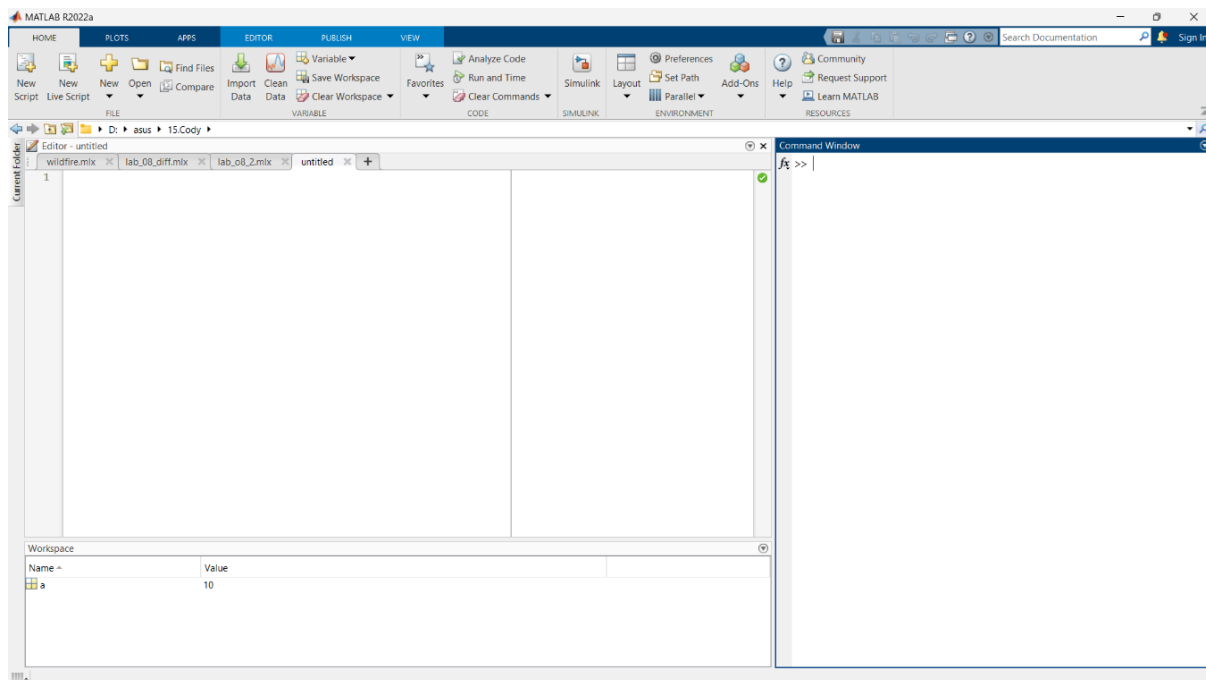 MATLAB R2022a
HOME PLOTS APPS EDITOR PUBLISH VIEW Search Documentation Sign In
New Script
New Live Script
New
Open
Find Files
Compare
FILE
Import Data
Clean Data
Variable
Save Workspace
Clear Workspace
VARIABLE
Favorites
Analyze Code
Run and Time
Clear Commands
CODE
Simulink
SIMULINK
Layout
Preferences
Set Path
Parallel
Add-Ons
ENVIRONMENT
Help
Community
Request Support
Learn MATLAB
RESOURCES
D: asus 15.Cody
Current Folder
Editor - untitled
wildfire.mlx lab_08_diff.mlx lab_o8_2.mlx untitled
1
Command Window
fx >>
Workspace
Name Value
a 10